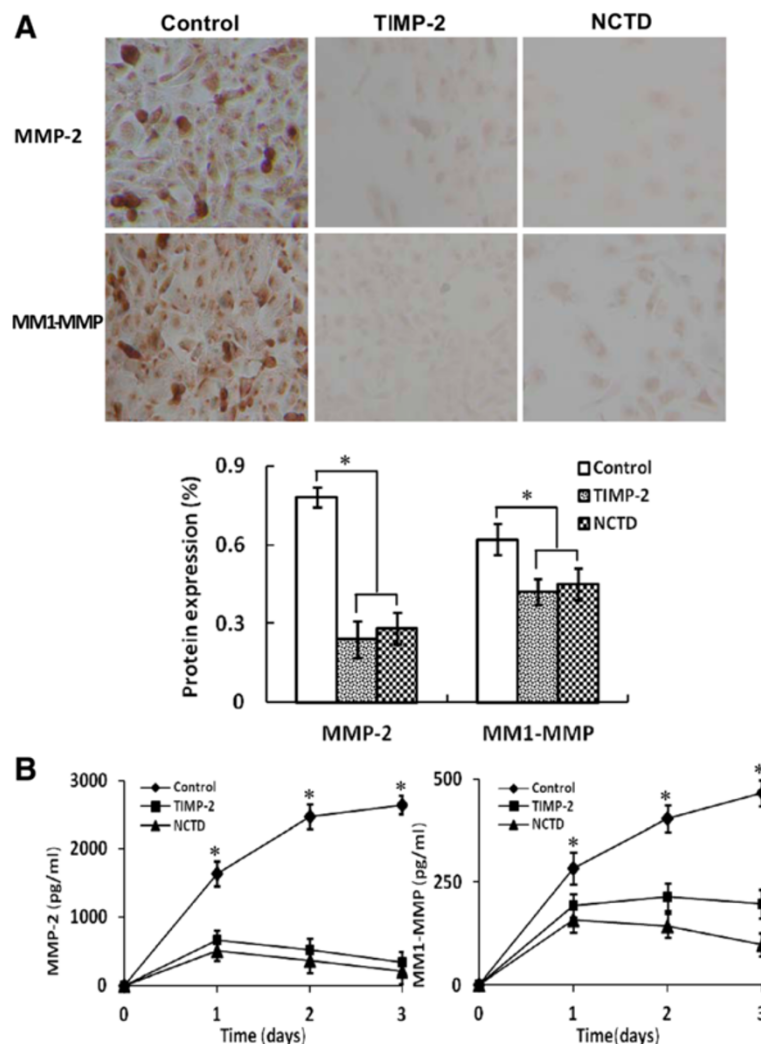 A
Control TIMP-2 NCTD
MMP-2
MM1-MMP
Protein expression (%)
0.9
0.6
0.3
0
*
*
Control
TIMP-2
NCTD
MMP-2 MM1-MMP
B
MMP-2 (pg/ml)
3000
2000
1000
0
Control
TIMP-2
NCTD
* * *
0 1 2 3
Time(days)
MM1-MMP (pg/ml)
500
250
0
Control
TIMP-2
NCTD
* * *
0 1 2 3
Time(days)